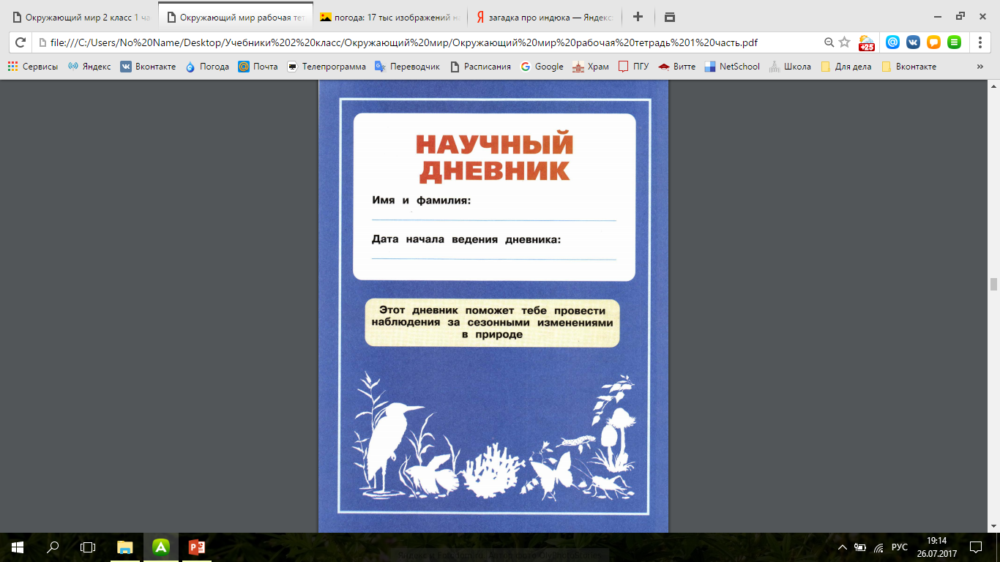 Окружающий мир 2 класс 1 ча
Окружающий мир рабочая тет
погода: 17 тыс изображений н
загадка про индюка — Яндекс
file:///C:/Users/No%20Name/Desktop/Учебники%202%20класс/Окружающий%20мир/Окружающий%20мир%20рабочая%20тетрадь%201%20часть.pdf
+25
Сервисы Яндекс Вконтакте Погода Почта Телепрограмма Переводчик Расписания Google Храм ПГУ Витте NetSchool Школа Для дела Вконтакте »
НАУЧНЫЙ
ДНЕВНИК
Имя и фамилия:
Дата начала ведения дневника:
Этот дневник поможет тебе провести
наблюдения за сезонными изменениями
в природе
РУС
19:14
26.07.2017